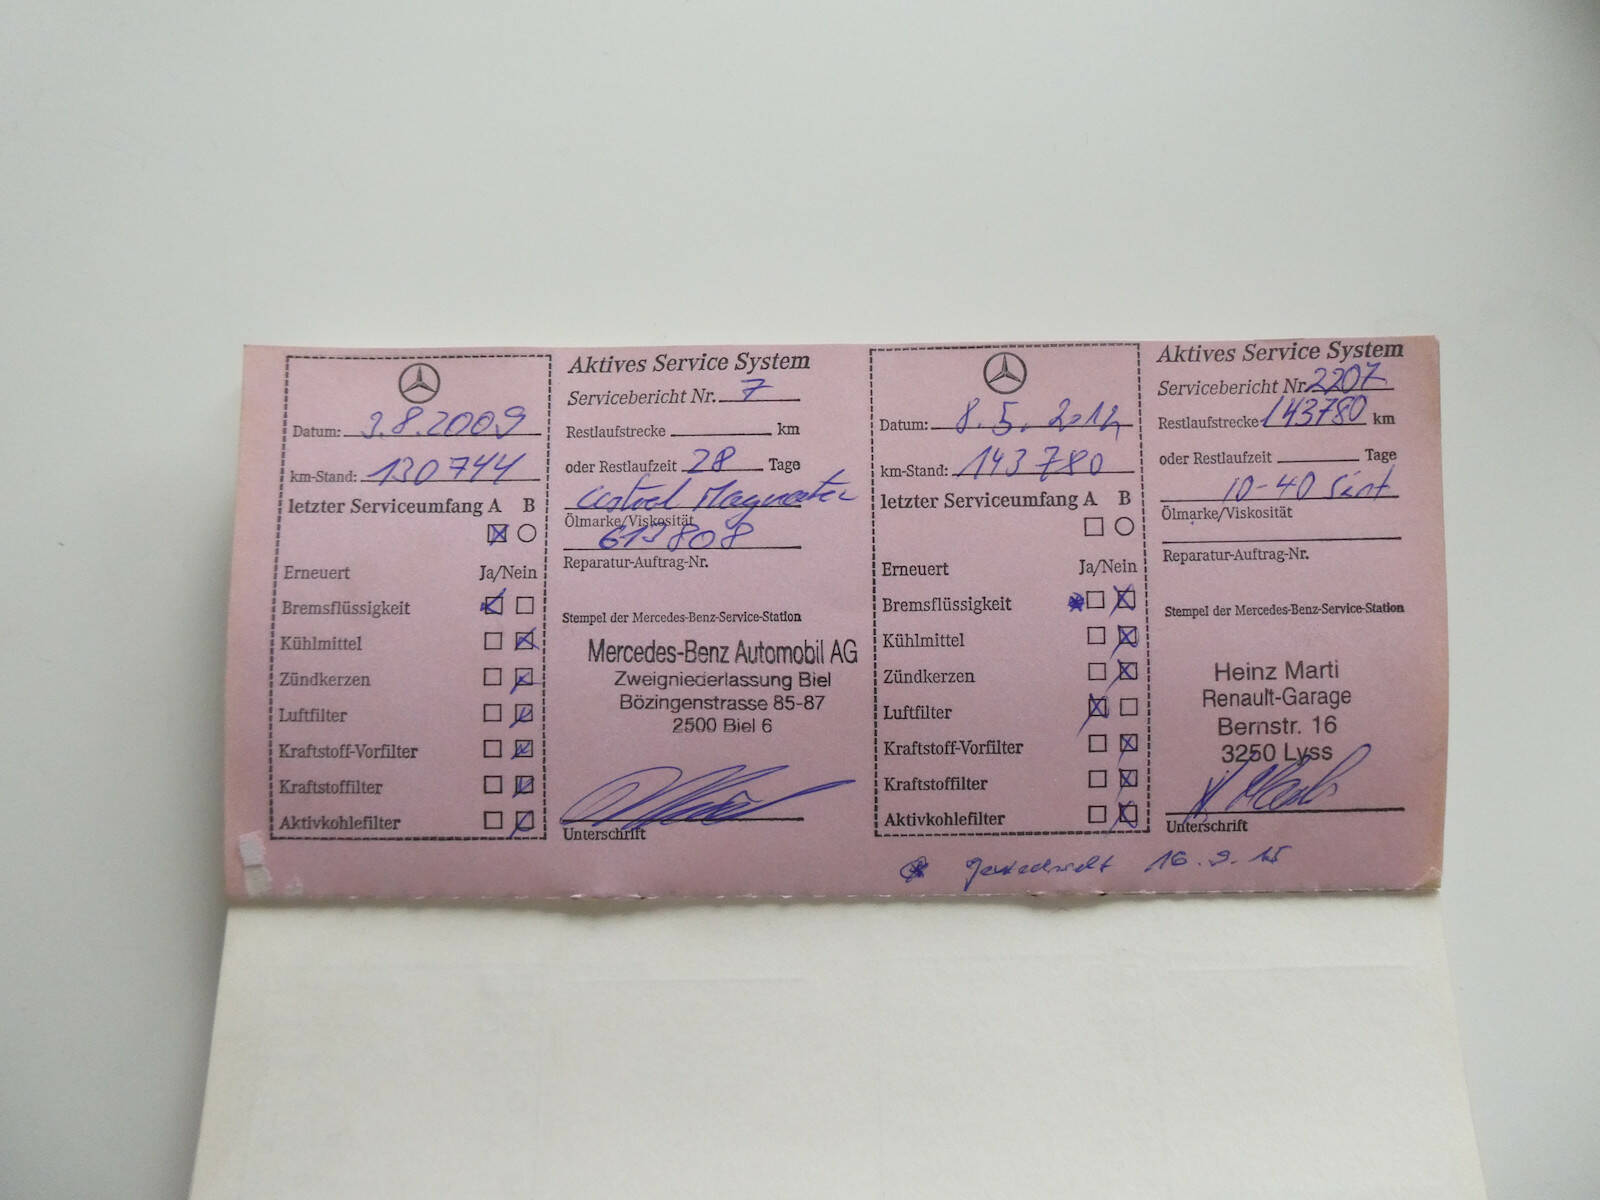 Datum: 3.8.2009
km-Stand: 130744
letzter Serviceumfang A B
Erneuert Ja/Nein
Bremsflüssigkeit
Kühlmittel
Zündkerzen
Luftfilter
Kraftstoff-Vorfilter
Kraftstoffilter
Aktivkohlefilter
Aktives Service System
Servicebericht Nr. 7
Restlaufstrecke km
oder Restlaufzeit 28 Tage
Castrol Magnatec
Ölmarke/Viskosität
613808
Reparatur-Auftrag-Nr.
Stempel der Mercedes-Benz-Service-Station
Mercedes-Benz Automobil AG
Zweigniederlassung Biel
Bözingenstrasse 85-87
2500 Biel 6
Unterschrift
Datum: 8.5.2012
km-Stand: 143780
letzter Serviceumfang A B
Erneuert Ja/Nein
Bremsflüssigkeit
Kühlmittel
Zündkerzen
Luftfilter
Kraftstoff-Vorfilter
Kraftstoffilter
Aktivkohlefilter
Aktives Service System
Servicebericht Nr. 2207
Restlaufstrecke 143780 km
oder Restlaufzeit Tage
10-40
Ölmarke/Viskosität
Reparatur-Auftrag-Nr.
Stempel der Mercedes-Benz-Service-Station
Heinz Marti
Renault-Garage
Bernstr. 16
3250 Lyss
Unterschrift